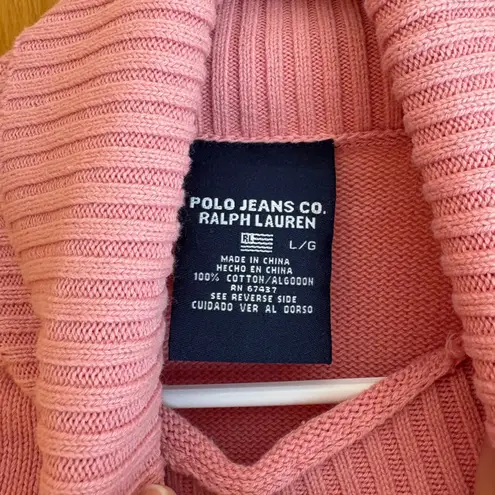 POLO JEANS CO.
RALPH LAUREN
RL L/G
MADE IN CHINA
HECHO EN CHINA
100% COTTON/ALGODON
RN 67437
SEE REVERSE SIDE
CUIDADO VER AL DORSO